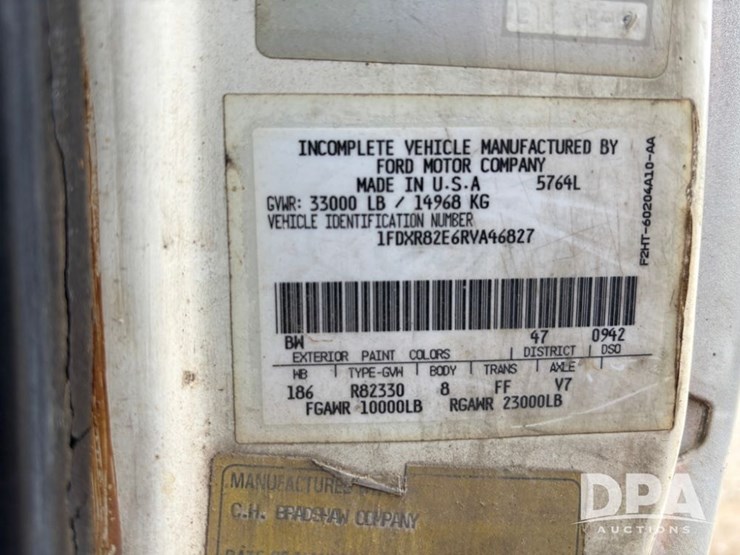 INCOMPLETE VEHICLE MANUFACTURED BY
FORD MOTOR COMPANY
MADE IN U.S.A 5764L
GVWR: 33000 LB / 14968 KG
VEHICLE IDENTIFICATION NUMBER
1FDXR82E6RVA46827
F2HT-60204A10-AA
BW 47 0942
EXTERIOR PAINT COLORS DISTRICT DSO
WB TYPE-GVW BODY TRANS AXLE
186 R82330 8 FF V7
FGAWR 10000LB RGAWR 23000LB
C.H. BRADSHAW COMPANY
DPA
AUCTIONS